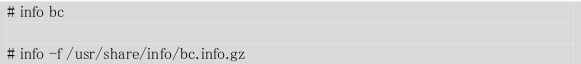 # info bc
# info -f /usr/share/info/bc.info.gz